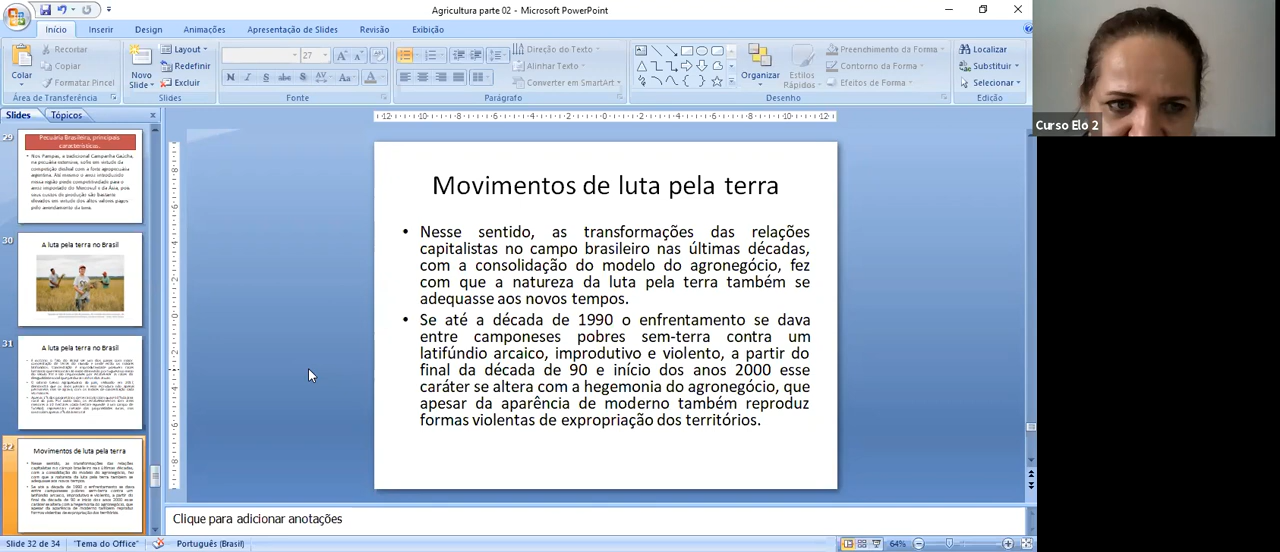 Agricultura parte 02 - Microsoft PowerPoint
Início Inserir Design Animações Apresentação de Slides Revisão Exibição
Colar
Recortar
Copiar
Formatar Pincel
Área de Transferência
Novo Slide
Layout
Redefinir
Excluir
Slides
27
Fonte
Direção do Texto
Alinhar Texto
Converter em SmartArt
Parágrafo
Organizar
Estilos Rápidos
Preenchimento da Forma
Contorno da Forma
Efeitos de Forma
Desenho
Localizar
Substituir
Selecionar
Edição
Curso Elo 2
Slides Tópicos
29
Pecuária Brasileira, principais
características.
30
A luta pela terra no Brasil
31
A luta pela terra no Brasil
32
Movimentos de luta pela terra
Movimentos de luta pela terra
• Nesse sentido, as transformações das relações
capitalistas no campo brasileiro nas últimas décadas,
com a consolidação do modelo do agronegócio, fez
com que a natureza da luta pela terra também se
adequasse aos novos tempos.
• Se até a década de 1990 o enfrentamento se dava
entre camponeses pobres sem-terra contra um
latifúndio arcaico, improdutivo e violento, a partir do
final da década de 90 e início dos anos 2000 esse
caráter se altera com a hegemonia do agronegócio, que
apesar da aparência de moderno também reproduz
formas violentas de expropriação dos territórios.
Clique para adicionar anotações
Slide 32 de 34 "Tema do Office" Português (Brasil) 64%